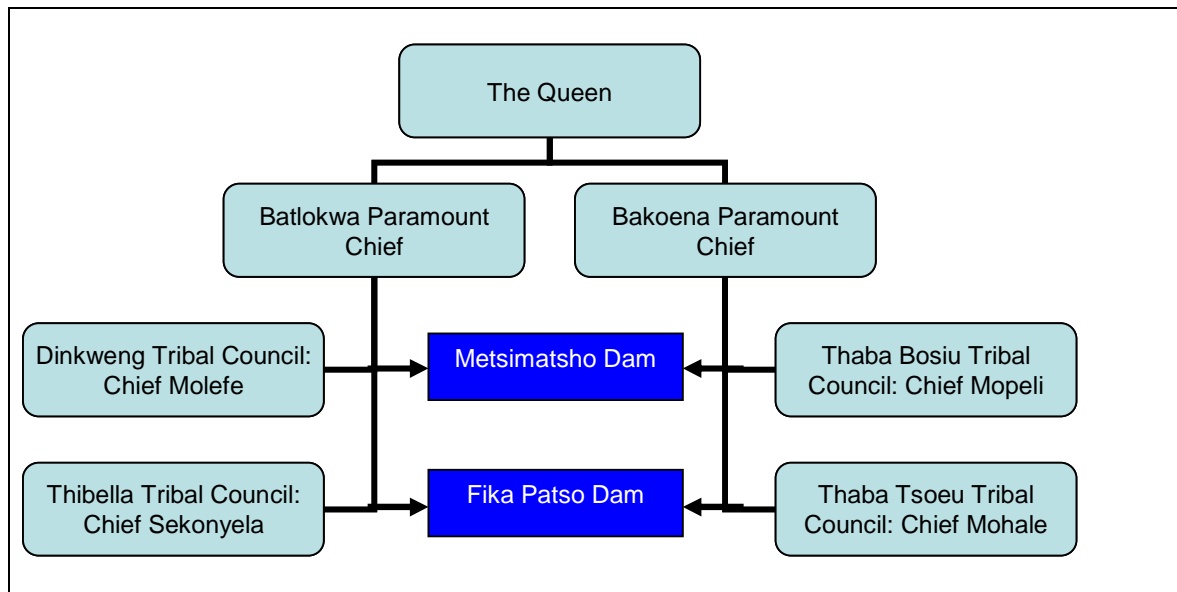 The Queen
Batlokwa Paramount
Chief
Bakoena Paramount
Chief
Dinkweng Tribal Council:
Chief Molefe
Metsimatsho Dam
Thaba Bosiu Tribal
Council: Chief Mopeli
Thibella Tribal Council:
Chief Sekonyela
Fika Patso Dam
Thaba Tsoeu Tribal
Council: Chief Mohale